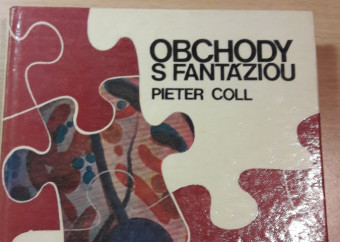 OBCHODY
S FANTÁZIOU
PIETER COLL